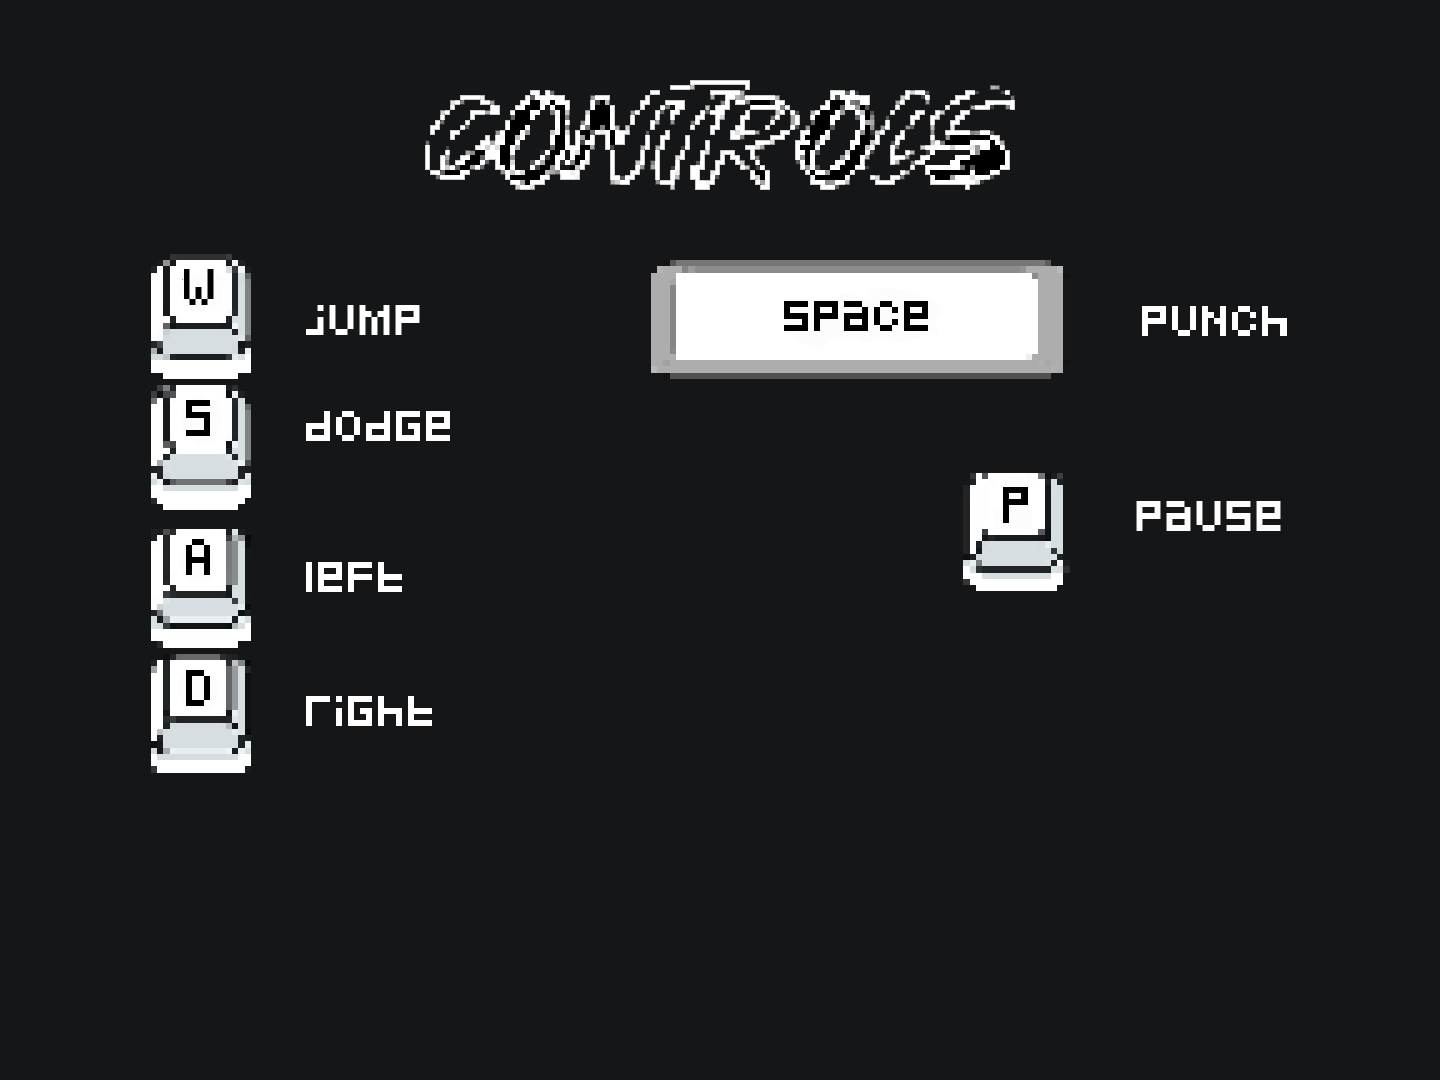 CONTROLS
W JUMP
S dodGe
A left
D riGht
SPace PUNCh
P PaUSe